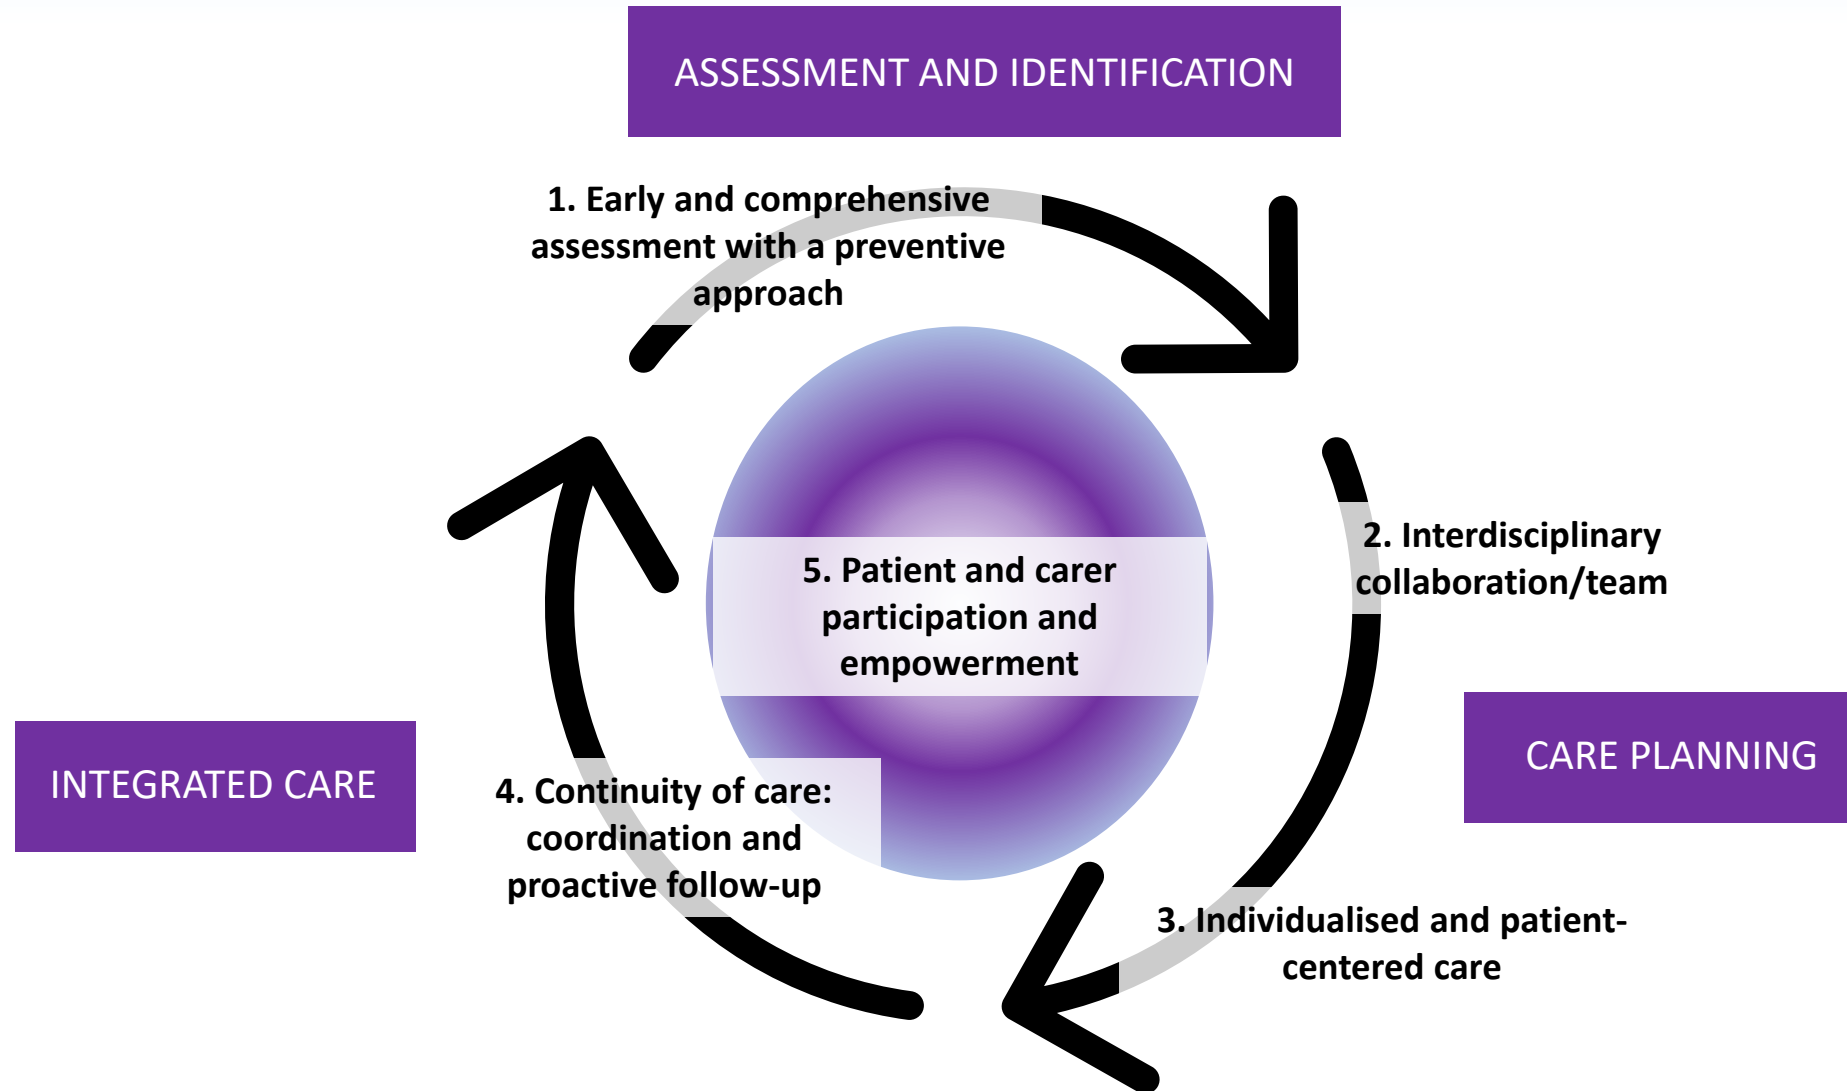 ASSESSMENT AND IDENTIFICATION
1. Early and comprehensive
assessment with a preventive
approach
2. Interdisciplinary
collaboration/team
5. Patient and carer
participation and
empowerment
CARE PLANNING
INTEGRATED CARE
4. Continuity of care:
coordination and
proactive follow-up
3. Individualised and patient-
centered care